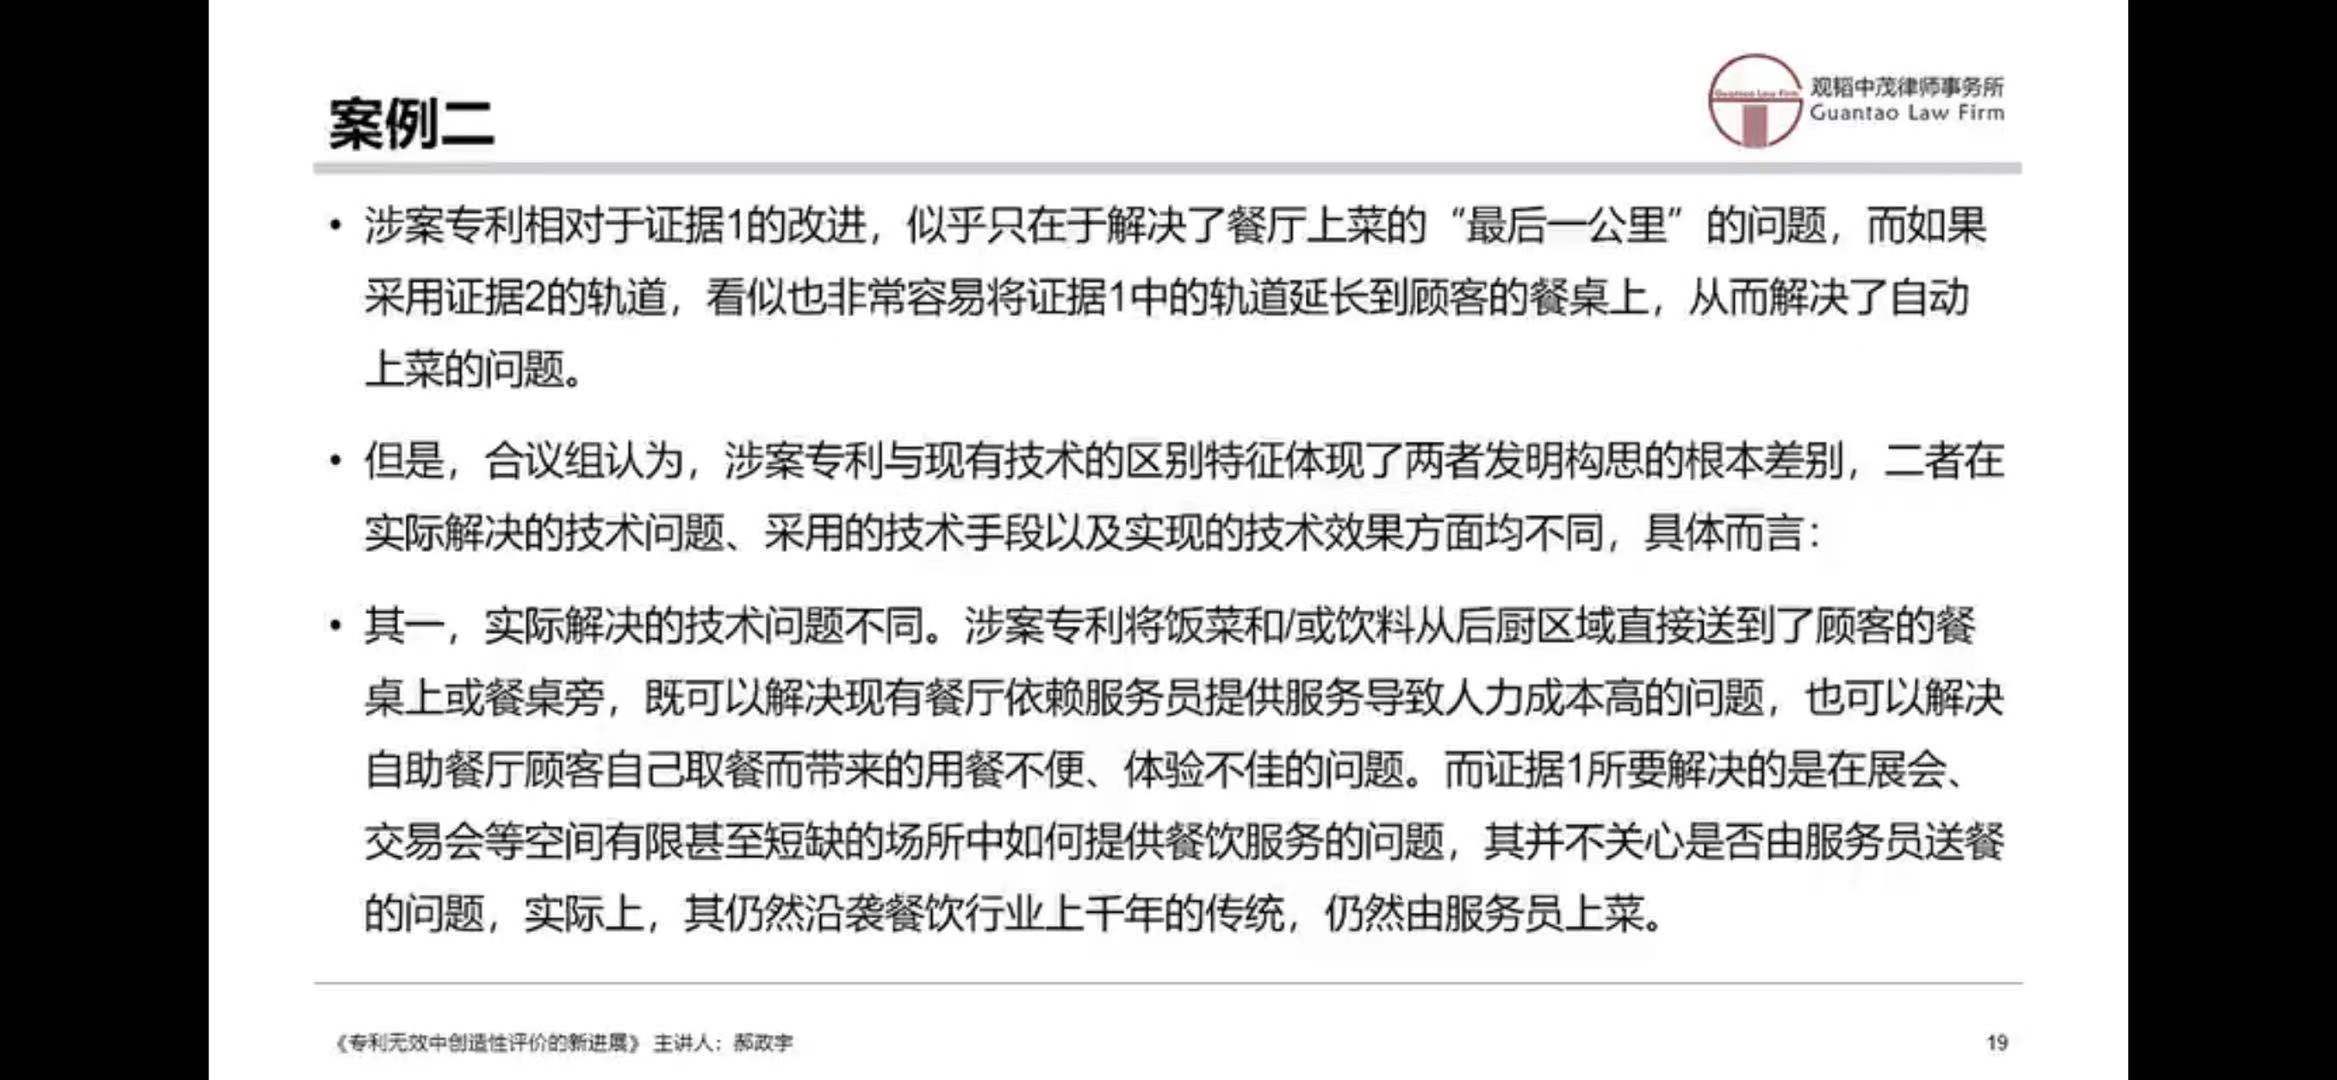 案例二
Guantao Law Firm
观韬中茂律师事务所
Guantao Law Firm
• 涉案专利相对于证据1的改进，似乎只在于解决了餐厅上菜的“最后一公里”的问题，而如果
采用证据2的轨道，看似也非常容易将证据1中的轨道延长到顾客的餐桌上，从而解决了自动
上菜的问题。
• 但是，合议组认为，涉案专利与现有技术的区别特征体现了两者发明构思的根本差别，二者在
实际解决的技术问题、采用的技术手段以及实现的技术效果方面均不同，具体而言：
• 其一，实际解决的技术问题不同。涉案专利将饭菜和/或饮料从后厨区域直接送到了顾客的餐
桌上或餐桌旁，既可以解决现有餐厅依赖服务员提供服务导致人力成本高的问题，也可以解决
自助餐厅顾客自己取餐而带来的用餐不便、体验不佳的问题。而证据1所要解决的是在展会、
交易会等空间有限甚至短缺的场所中如何提供餐饮服务的问题，其并不关心是否由服务员送餐
的问题，实际上，其仍然沿袭餐饮行业上千年的传统，仍然由服务员上菜。
《专利无效中创造性评价的新进展》 主讲人：郝政宇
19